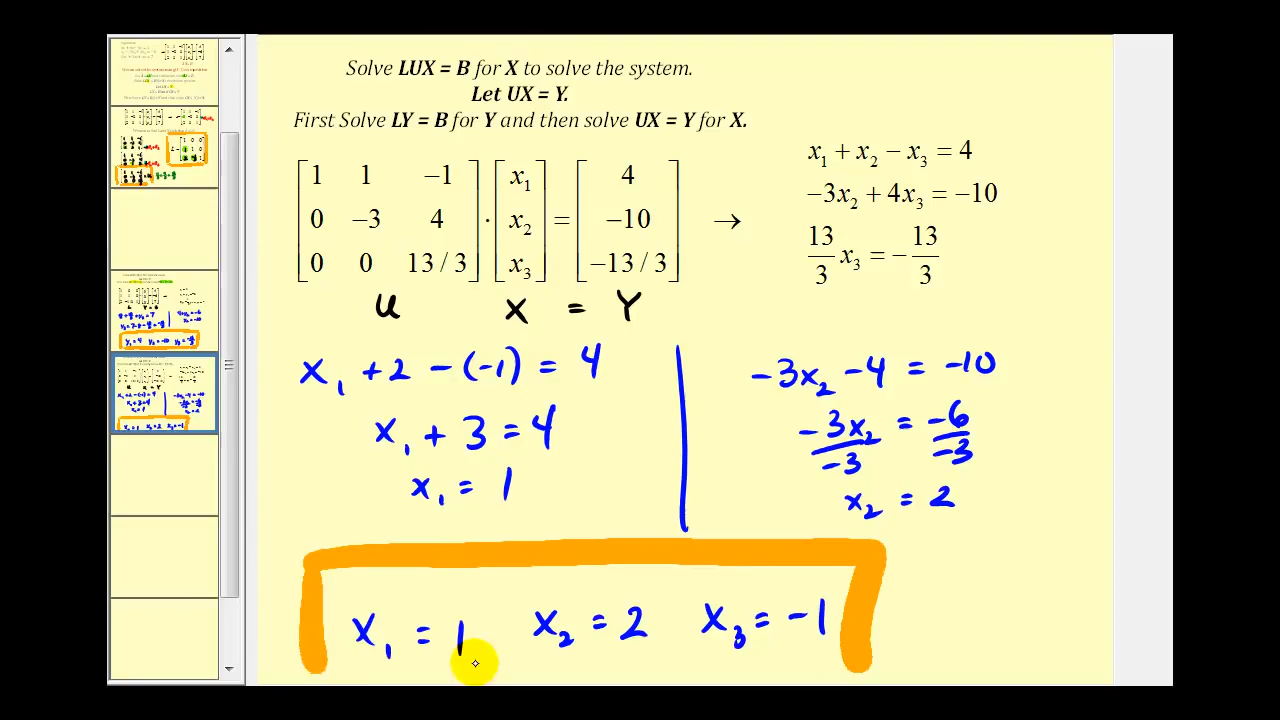 Solve LUX = B for X to solve the system.
Let UX = Y.
First Solve LY = B for Y and then solve UX = Y for X.
[1 1 −1; 0 −3 4; 0 0 13 / 3] · [x₁; x₂; x₃] = [4; −10; −13 / 3] →
x₁ + x₂ − x₃ = 4
−3x₂ + 4x₃ = −10
13/3 x₃ = − 13/3
U X = Y
x₁ + 2 − (−1) = 4
x₁ + 3 = 4
x₁ = 1
−3x₂ − 4 = −10
−3x₂/−3 = −6/−3
x₂ = 2
x₁ = 1 x₂ = 2 x₃ = −1